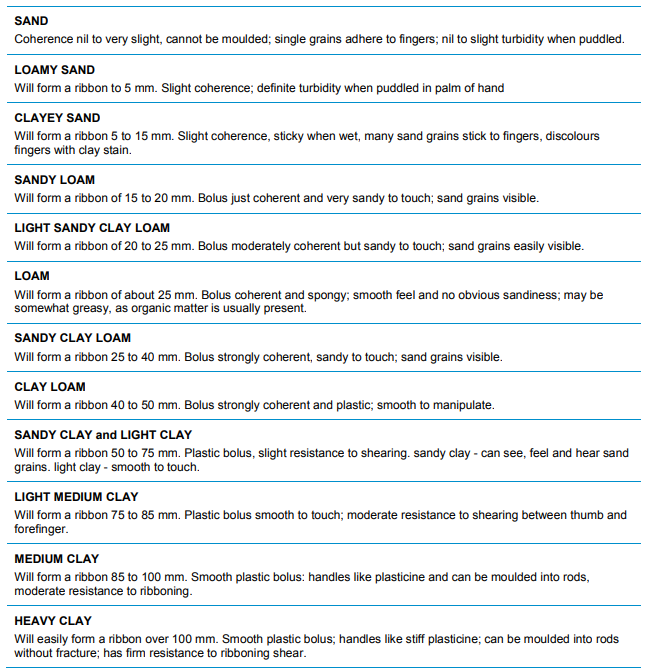 SAND
Coherence nil to very slight, cannot be moulded; single grains adhere to fingers; nil to slight turbidity when puddled.
LOAMY SAND
Will form a ribbon to 5 mm. Slight coherence; definite turbidity when puddled in palm of hand
CLAYEY SAND
Will form a ribbon 5 to 15 mm. Slight coherence, sticky when wet, many sand grains stick to fingers, discolours
fingers with clay stain.
SANDY LOAM
Will form a ribbon of 15 to 20 mm. Bolus just coherent and very sandy to touch; sand grains visible.
LIGHT SANDY CLAY LOAM
Will form a ribbon of 20 to 25 mm. Bolus moderately coherent but sandy to touch; sand grains easily visible.
LOAM
Will form a ribbon of about 25 mm. Bolus coherent and spongy; smooth feel and no obvious sandiness; may be
somewhat greasy, as organic matter is usually present.
SANDY CLAY LOAM
Will form a ribbon 25 to 40 mm. Bolus strongly coherent, sandy to touch; sand grains visible.
CLAY LOAM
Will form a ribbon 40 to 50 mm. Bolus strongly coherent and plastic; smooth to manipulate.
SANDY CLAY and LIGHT CLAY
Will form a ribbon 50 to 75 mm. Plastic bolus, slight resistance to shearing. sandy clay - can see, feel and hear sand
grains. light clay - smooth to touch.
LIGHT MEDIUM CLAY
Will form a ribbon 75 to 85 mm. Plastic bolus smooth to touch; moderate resistance to shearing between thumb and
forefinger.
MEDIUM CLAY
Will form a ribbon 85 to 100 mm. Smooth plastic bolus: handles like plasticine and can be moulded into rods,
moderate resistance to ribboning.
HEAVY CLAY
Will easily form a ribbon over 100 mm. Smooth plastic bolus; handles like stiff plasticine; can be moulded into rods
without fracture; has firm resistance to ribboning shear.